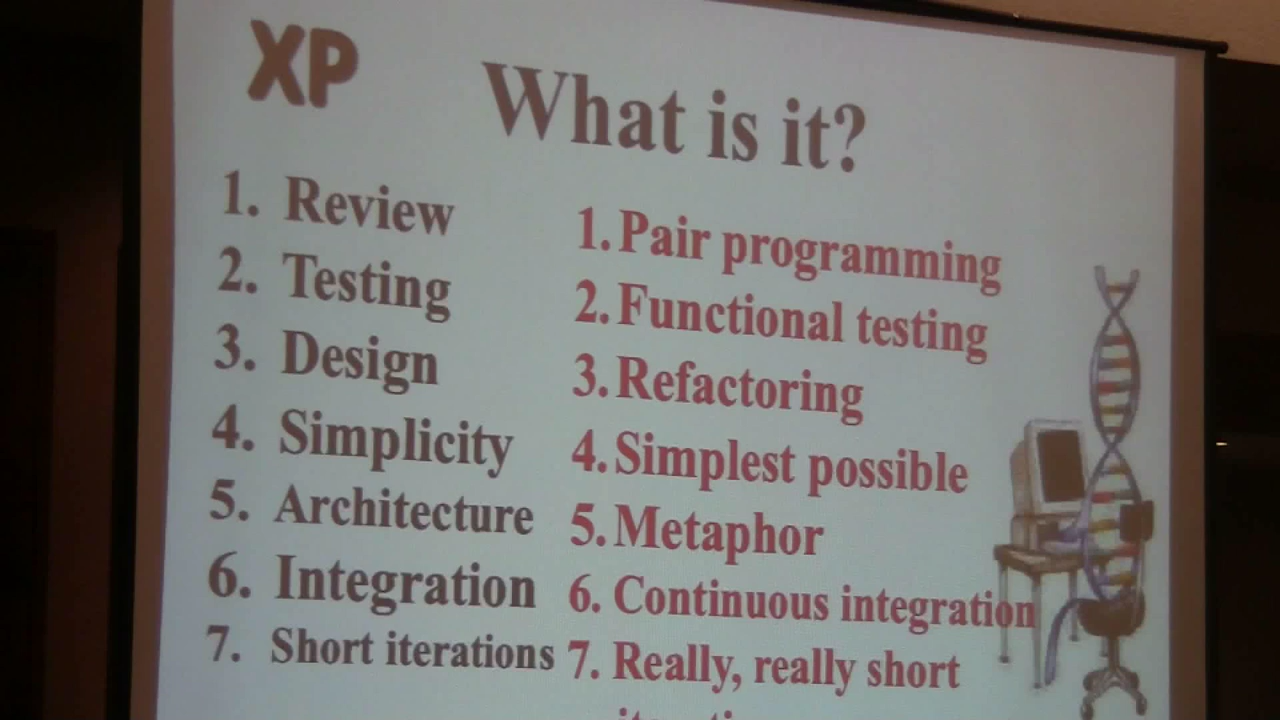 XP
What is it?
1. Review
2. Testing
3. Design
4. Simplicity
5. Architecture
6. Integration
7. Short iterations
1. Pair programming
2. Functional testing
3. Refactoring
4. Simplest possible
5. Metaphor
6. Continuous integration
7. Really, really short